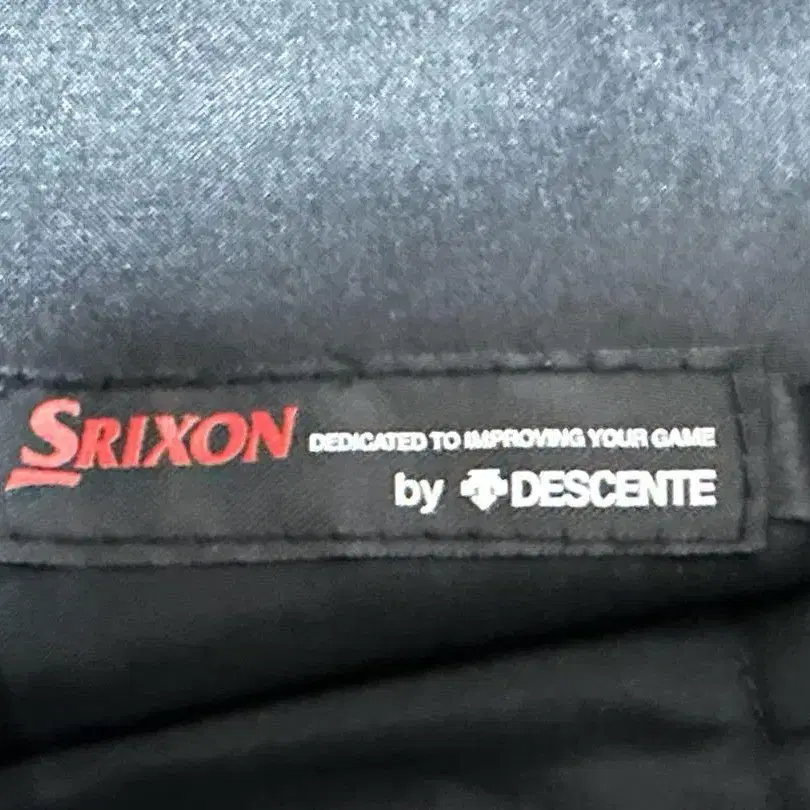 SRIXON DEDICATED TO IMPROVING YOUR GAME
by DESCENTE